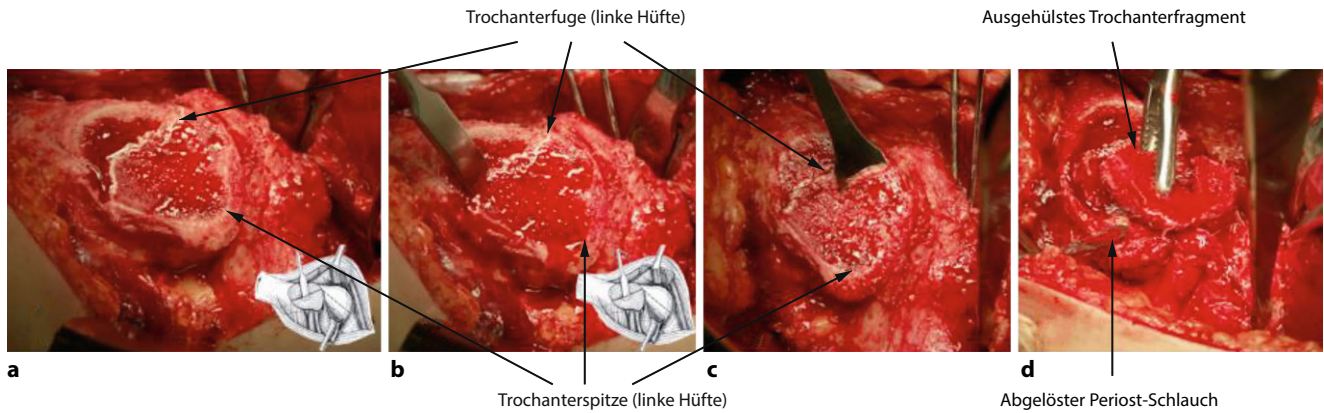 Trochanterfuge (linke Hüfte)
Ausgehülstes Trochanterfragment
a
b
c
d
Trochanterspitze (linke Hüfte)
Abgelöster Periost-Schlauch